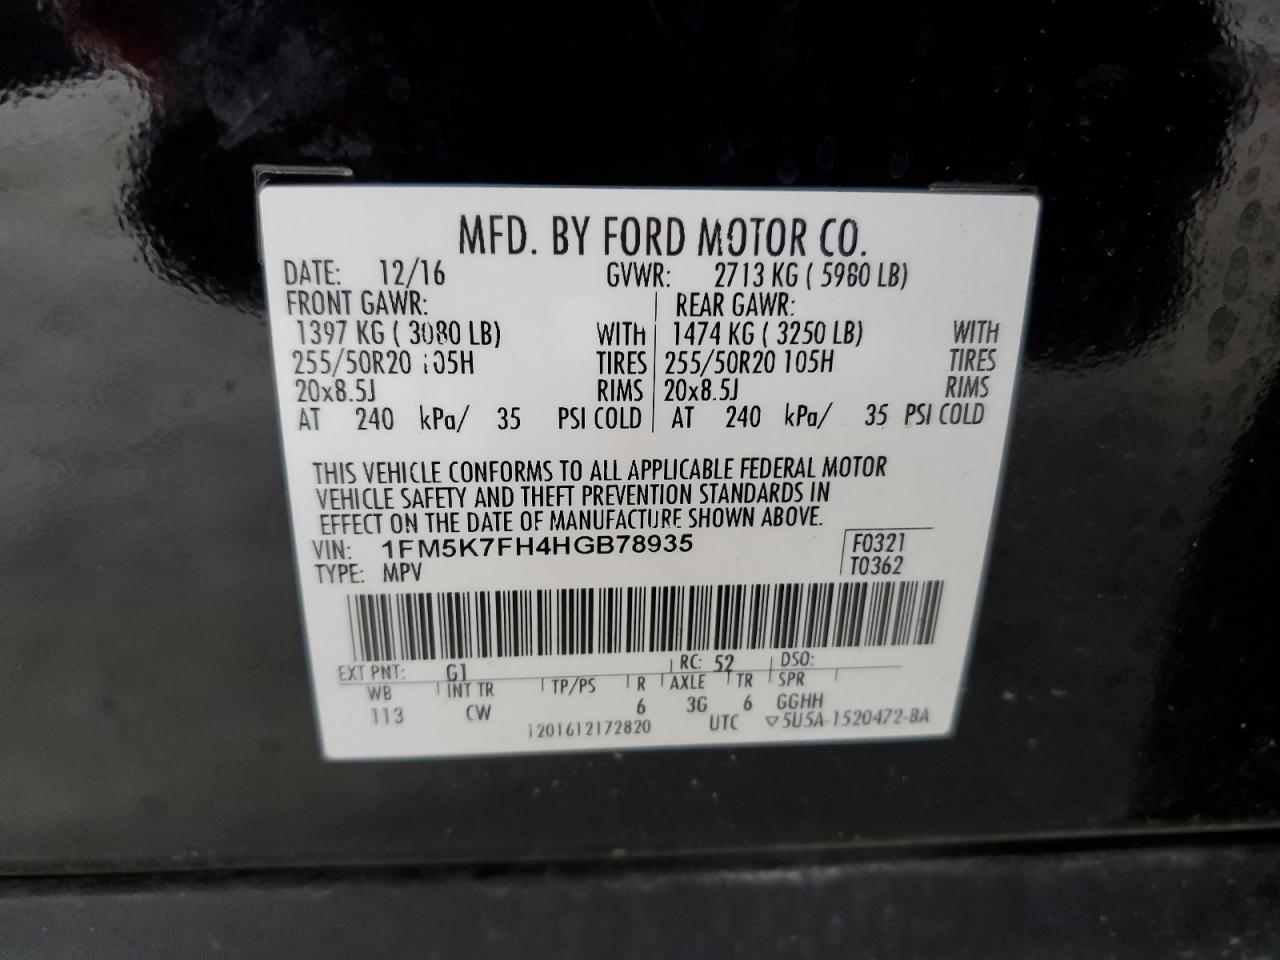 MFD. BY FORD MOTOR CO.
DATE: 12/16 GVWR: 2713 KG ( 5980 LB)
FRONT GAWR: REAR GAWR:
1397 KG ( 3080 LB) WITH 1474 KG ( 3250 LB) WITH
255/50R20 105H TIRES 255/50R20 105H TIRES
20x8.5J RIMS 20x8.5J RIMS
AT 240 kPa/ 35 PSI COLD AT 240 kPa/ 35 PSI COLD
THIS VEHICLE CONFORMS TO ALL APPLICABLE FEDERAL MOTOR
VEHICLE SAFETY AND THEFT PREVENTION STANDARDS IN
EFFECT ON THE DATE OF MANUFACTURE SHOWN ABOVE.
VIN: 1FM5K7FH4HGB78935 F0321
TYPE: MPV T0362
EXT PNT: G1 RC: 52 DSO:
WB INT TR TP/PS R AXLE TR SPR
113 CW 6 3G 6 GGHH
i201612172820 UTC ▽5U5A-1520472-BA